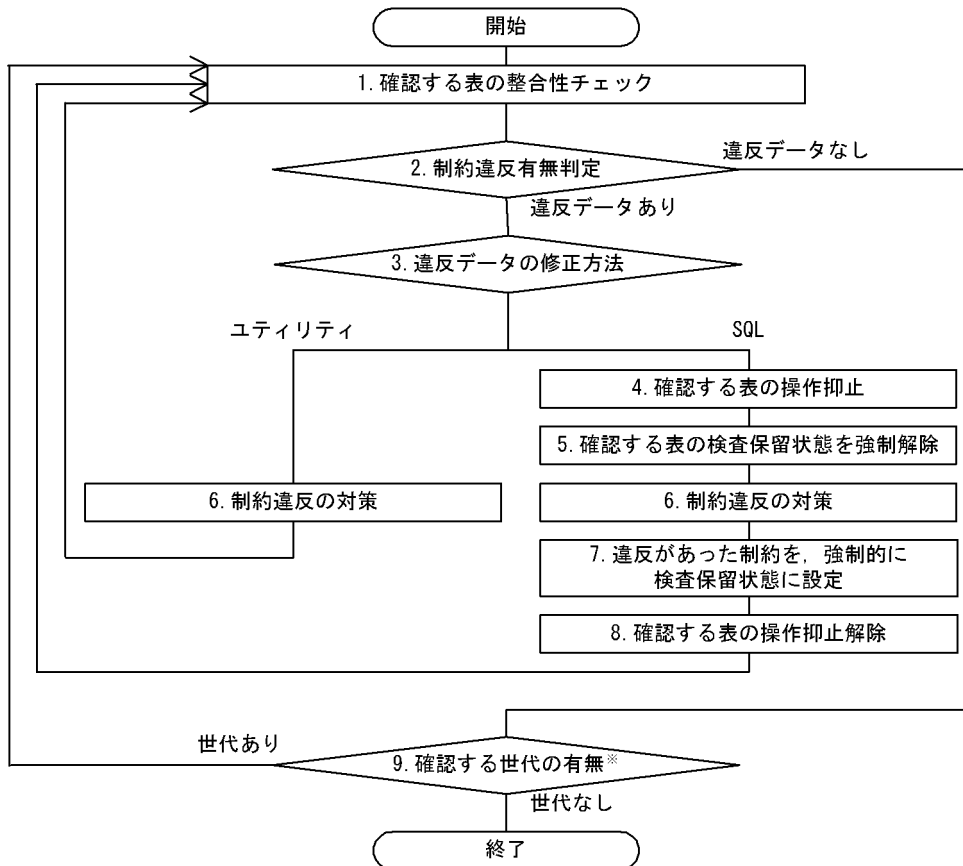 開始
1.確認する表の整合性チェック
2.制約違反有無判定
違反データなし
違反データあり
3.違反データの修正方法
ユティリティ
SQL
4.確認する表の操作抑止
5.確認する表の検査保留状態を強制解除
6.制約違反の対策
6.制約違反の対策
7.違反があった制約を，強制的に
検査保留状態に設定
8.確認する表の操作抑止解除
世代あり
9.確認する世代の有無※
世代なし
終了